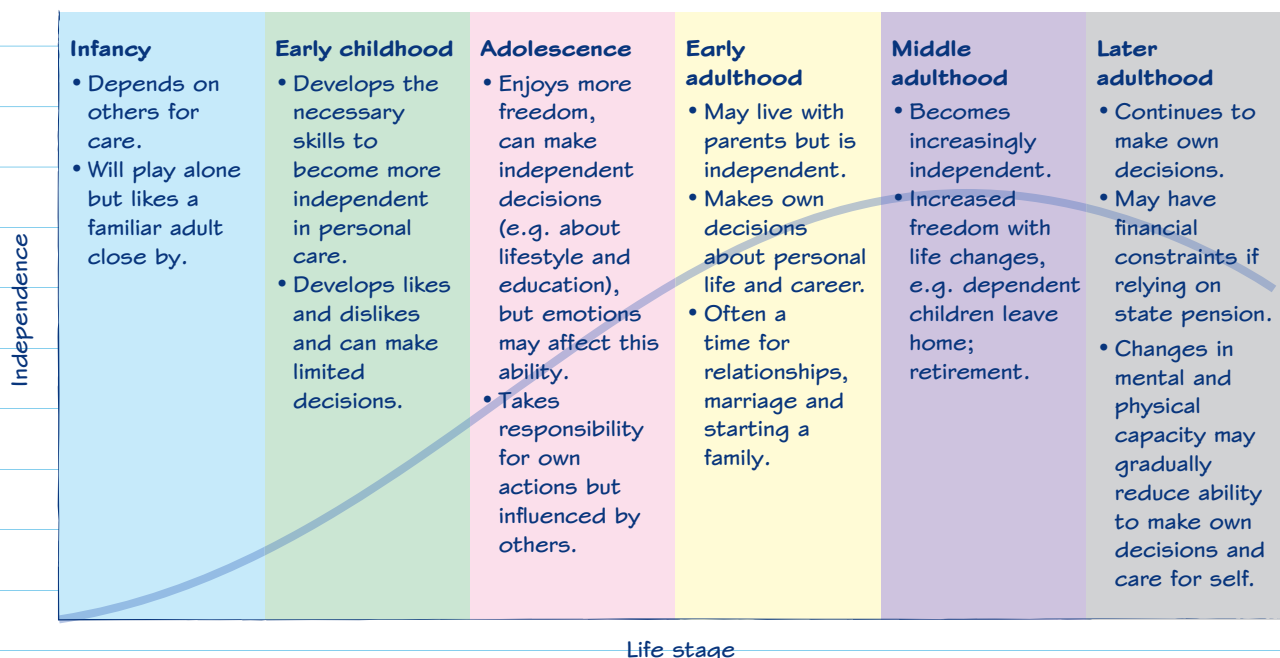 Infancy
• Depends on
others for
care.
• Will play alone
but likes a
familiar adult
close by.
Early childhood
• Develops the
necessary
skills to
become more
independent
in personal
care.
• Develops likes
and dislikes
and can make
limited
decisions.
Adolescence
• Enjoys more
freedom,
can make
independent
decisions
(e.g. about
lifestyle and
education),
but emotions
may affect this
ability.
• Takes
responsibility
for own
actions but
influenced by
others.
Early
adulthood
• May live with
parents but is
independent.
• Makes own
decisions
about personal
life and career.
• Often a
time for
relationships,
marriage and
starting a
family.
Middle
adulthood
• Becomes
increasingly
independent.
• Increased
freedom with
life changes,
e.g. dependent
children leave
home;
retirement.
Later
adulthood
• Continues to
make own
decisions.
• May have
financial
constraints if
relying on
state pension.
• Changes in
mental and
physical
capacity may
gradually
reduce ability
to make own
decisions and
care for self.
Independence
Life stage